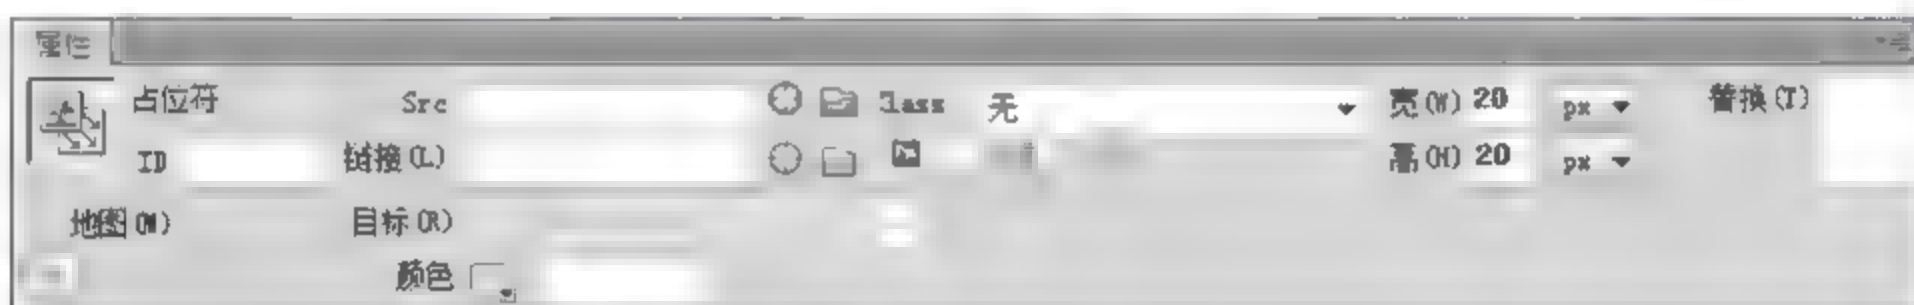 属性
占位符 Src Class 无 宽(W) 20 px 替换(T)
ID 链接(L) 高(H) 20 px
地图(M) 目标(R)
颜色